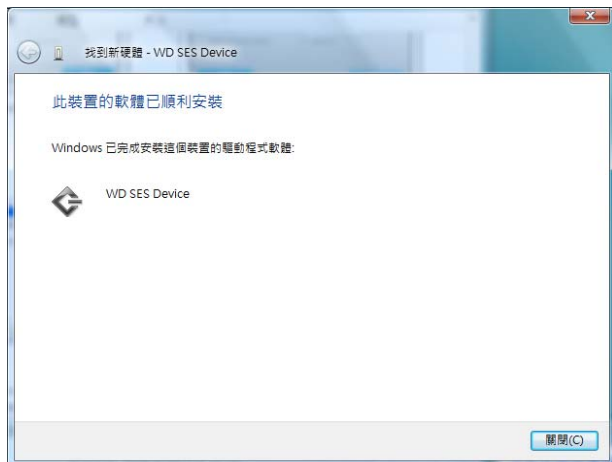 找到新硬體 - WD SES Device
此裝置的軟體已順利安裝
Windows 已完成安裝這個裝置的驅動程式軟體:
WD SES Device
關閉(C)